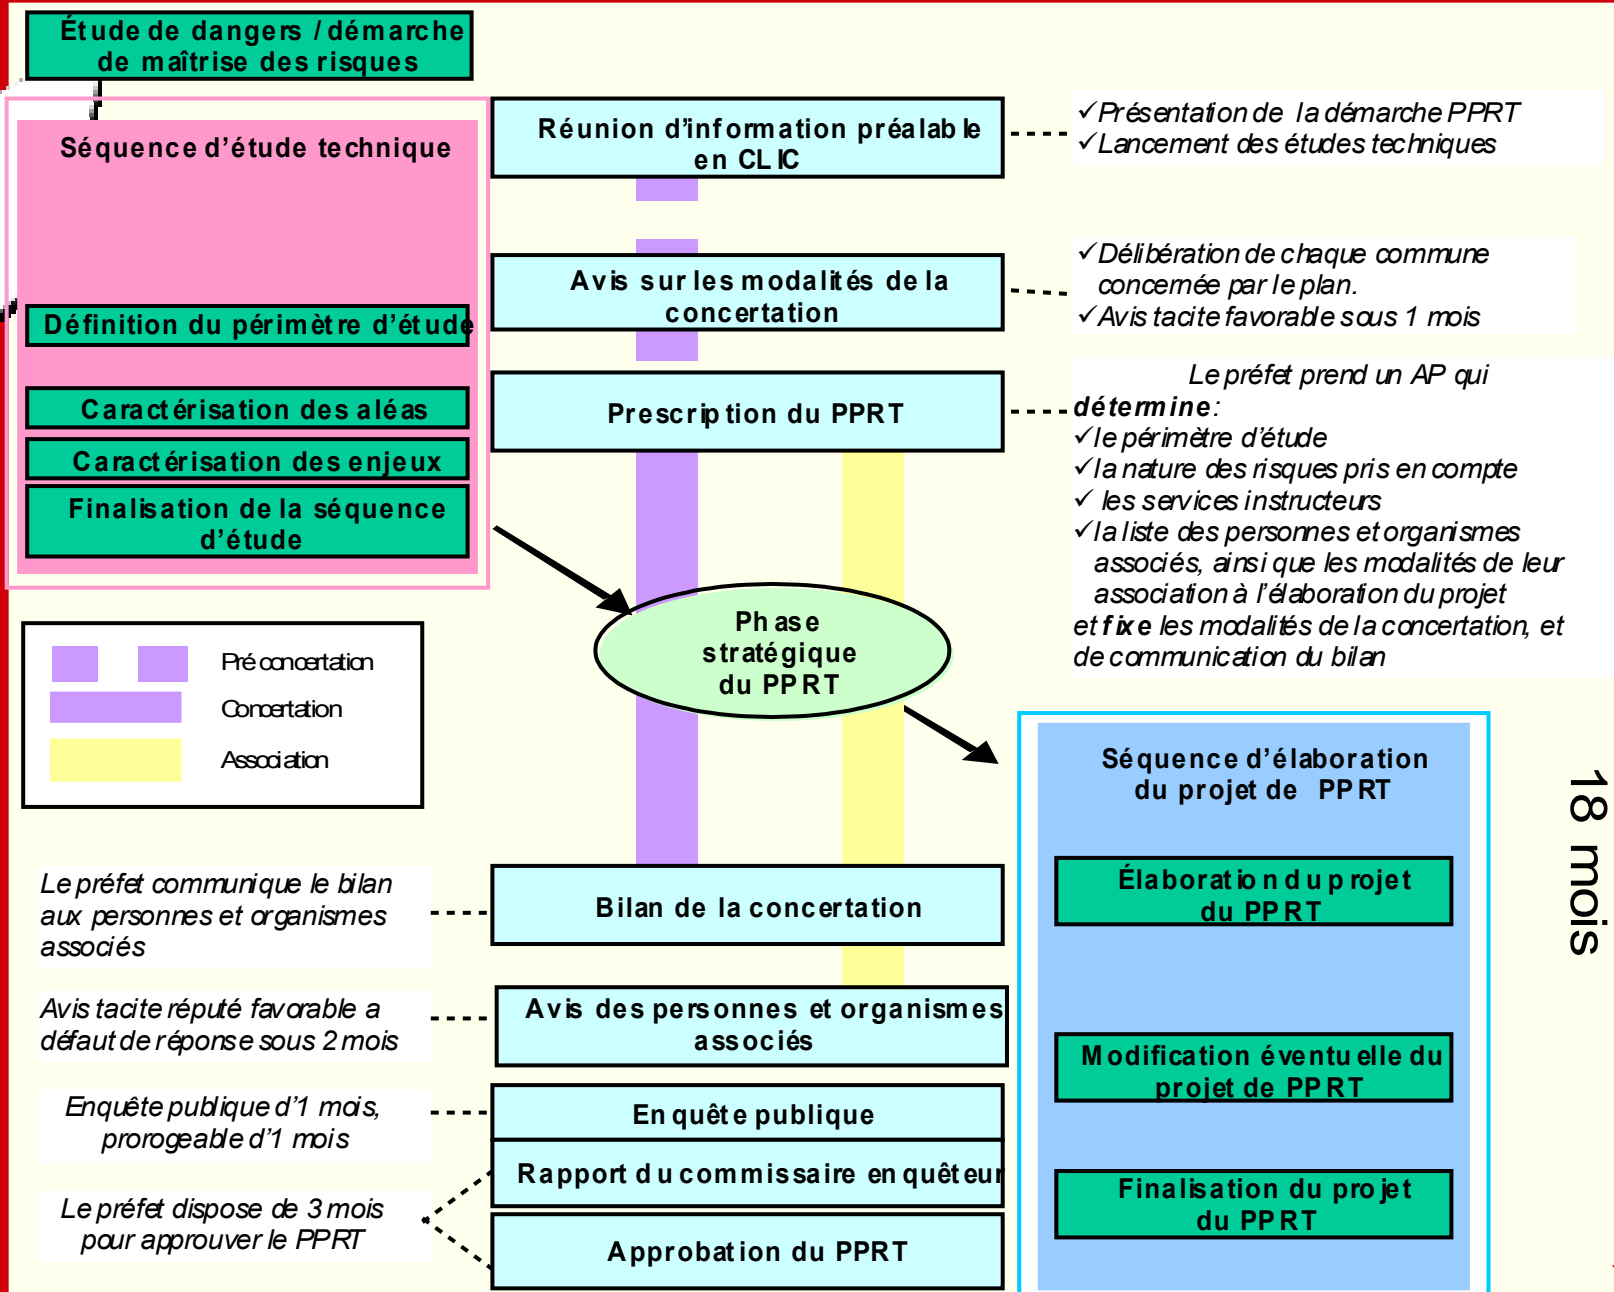 Étude de dangers / démarche
de maîtrise des risques
Séquence d'étude technique
Définition du périmètre d'étude
Caractérisation des aléas
Caractérisation des enjeux
Finalisation de la séquence
d'étude
Réunion d'information préalable
en CLIC
✓Présentation de la démarche PPRT
✓Lancement des études techniques
Avis sur les modalités de la
concertation
✓Délibération de chaque commune
concernée par le plan.
✓Avis tacite favorable sous 1 mois
Prescription du PPRT
Le préfet prend un AP qui
détermine:
✓le périmètre d'étude
✓la nature des risques pris en compte
✓ les services instructeurs
✓la liste des personnes et organismes
associés, ainsi que les modalités de leur
association à l'élaboration du projet
et fixe les modalités de la concertation, et
de communication du bilan
Phase
stratégique
du PPRT
Pré concertation
Concertation
Association
Séquence d'élaboration
du projet de PPRT
Élaboration du projet
du PPRT
Modification éventuelle du
projet de PPRT
Finalisation du projet
du PPRT
18 mois
Le préfet communique le bilan
aux personnes et organismes
associés
Bilan de la concertation
Avis tacite réputé favorable a
défaut de réponse sous 2 mois
Avis des personnes et organismes
associés
Enquête publique d'1 mois,
prorogeable d'1 mois
Enquête publique
Rapport du commissaire enquêteur
Le préfet dispose de 3 mois
pour approuver le PPRT
Approbation du PPRT